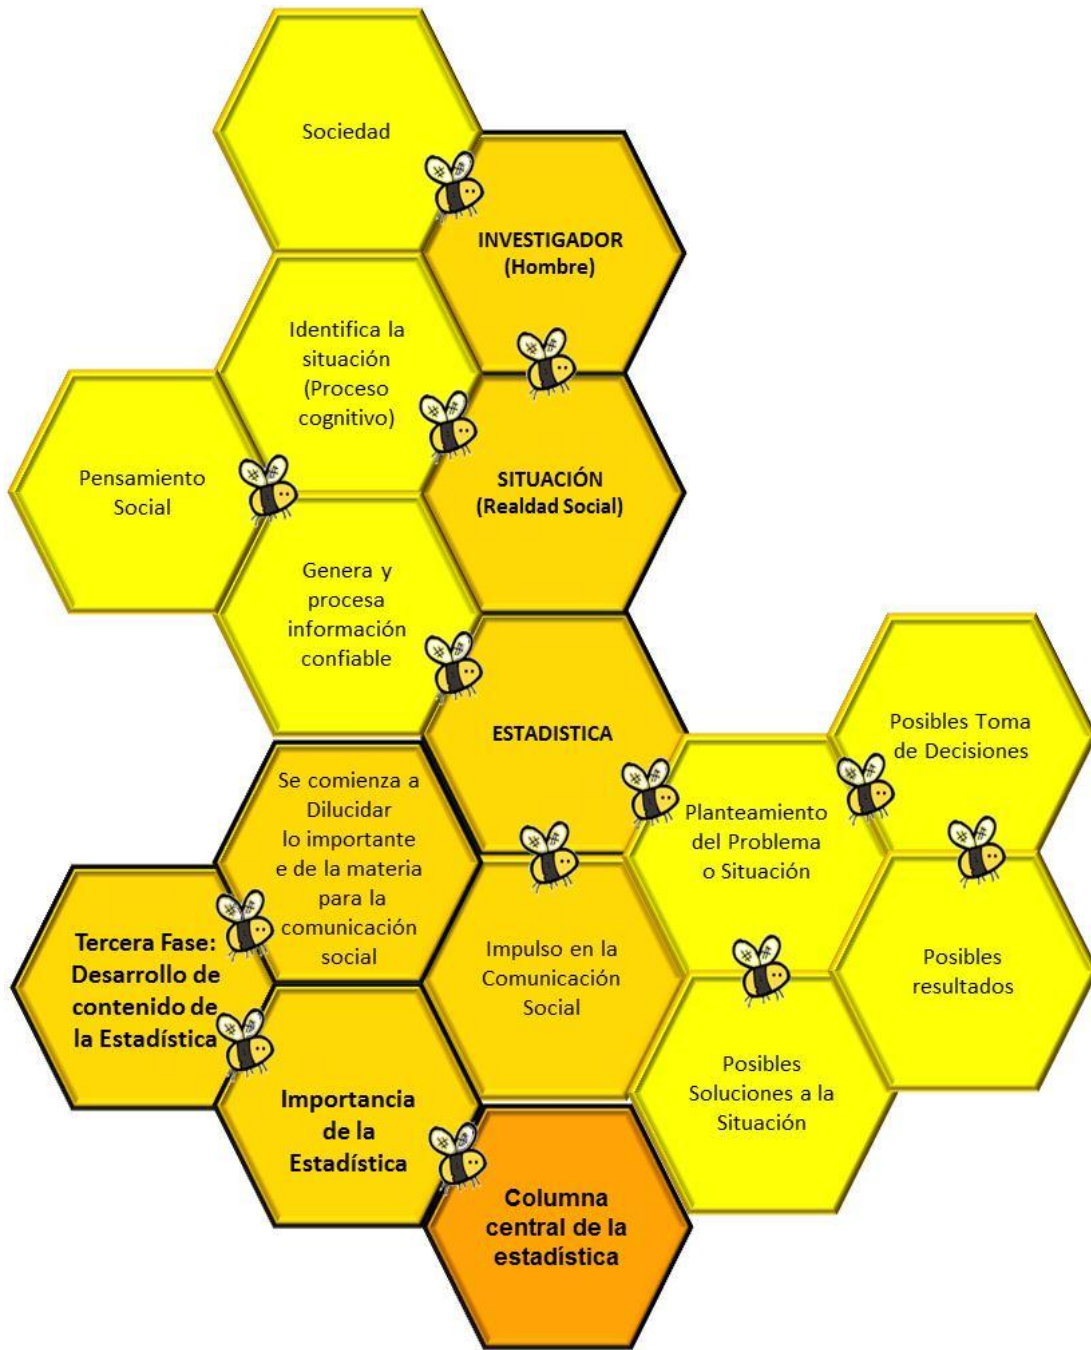 Sociedad
INVESTIGADOR
(Hombre)
Identifica la
situación
(Proceso
cognitivo)
Pensamiento
Social
SITUACIÓN
(Realdad Social)
Genera y
procesa
información
confiable
ESTADISTICA
Posibles Toma
de Decisiones
Se comienza a
Dilucidar
lo importante
e de la materia
para la
comunicación
social
Planteamiento
del Problema
o Situación
Tercera Fase:
Desarrollo de
contenido de
la Estadística
Impulso en la
Comunicación
Social
Posibles
resultados
Posibles
Soluciones a la
Situación
Importancia
de la
Estadística
Columna
central de la
estadística